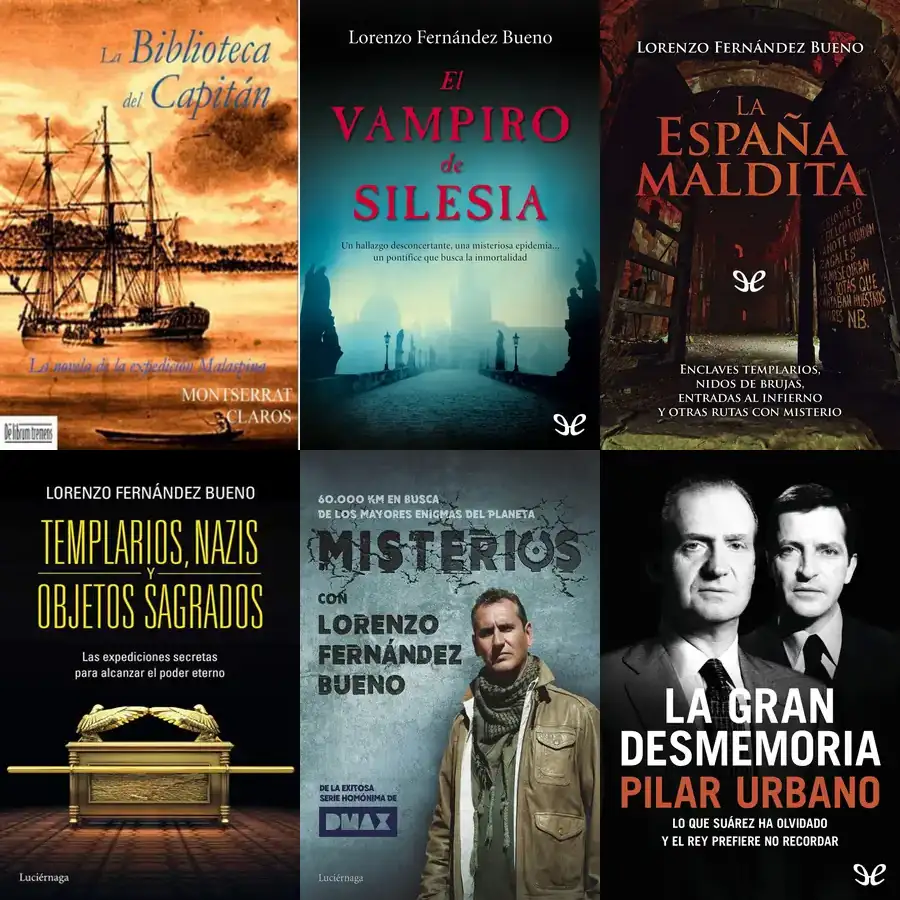 La Biblioteca
del Capitán
La novela de la expedición Malaspina
MONTSERRAT
CLAROS
De librum tremens
Lorenzo Fernández Bueno
El
VAMPIRO
de
SILESIA
Un hallazgo desconcertante, una misteriosa epidemia...
un pontífice que busca la inmortalidad
LORENZO FERNÁNDEZ BUENO
LA
ESPAÑA
MALDITA
NB.
ENCLAVES TEMPLARIOS,
NIDOS DE BRUJAS,
ENTRADAS AL INFIERNO
Y OTRAS RUTAS CON MISTERIO
LORENZO FERNÁNDEZ BUENO
TEMPLARIOS, NAZIS
Y
OBJETOS SAGRADOS
Las expediciones secretas
para alcanzar el poder eterno
Luciérnaga
60.000 KM EN BUSCA
DE LOS MAYORES ENIGMAS DEL PLANETA
MISTERIOS
CON
LORENZO
FERNÁNDEZ
BUENO
DE LA EXITOSA
SERIE HOMÓNIMA DE
DMAX
Luciérnaga
LA GRAN
DESMEMORIA
PILAR URBANO
LO QUE SUÁREZ HA OLVIDADO
Y EL REY PREFIERE NO RECORDAR